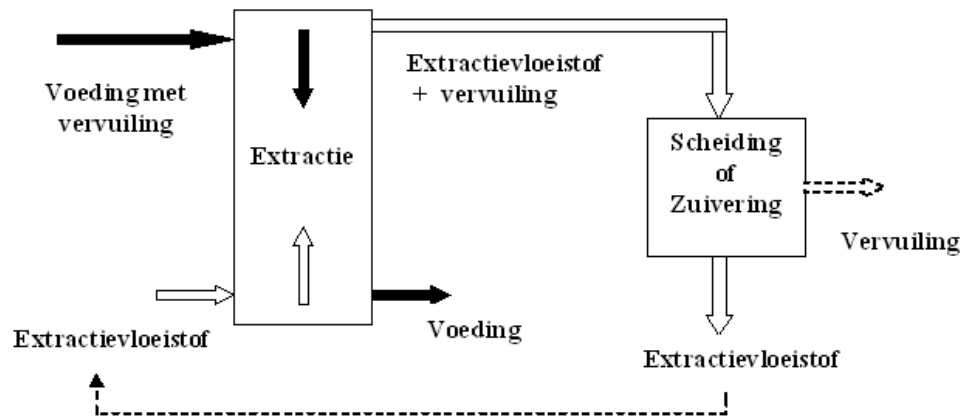 Voeding met
vervuiling
Extractie
Extractievloeistof
+ vervuiling
Scheiding
of
Zuivering
Vervuiling
Extractievloeistof
Voeding
Extractievloeistof